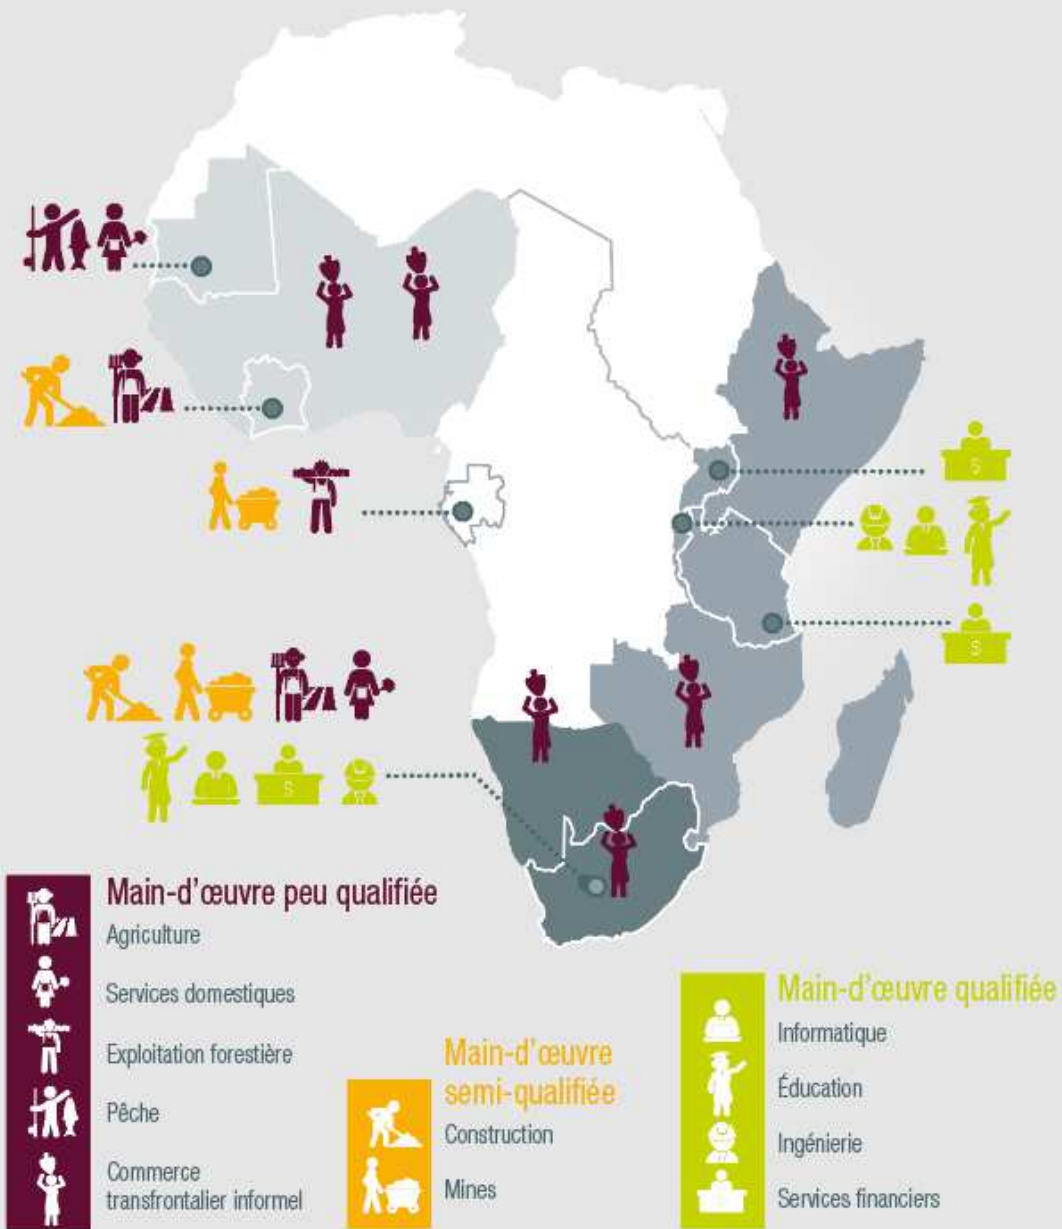 Main-d'œuvre peu qualifiée
Agriculture
Services domestiques
Exploitation forestière
Pêche
Commerce
transfrontalier informel
Main-d'œuvre
semi-qualifiée
Construction
Mines
Main-d'œuvre qualifiée
Informatique
Éducation
Ingénierie
Services financiers
$
$
$
$